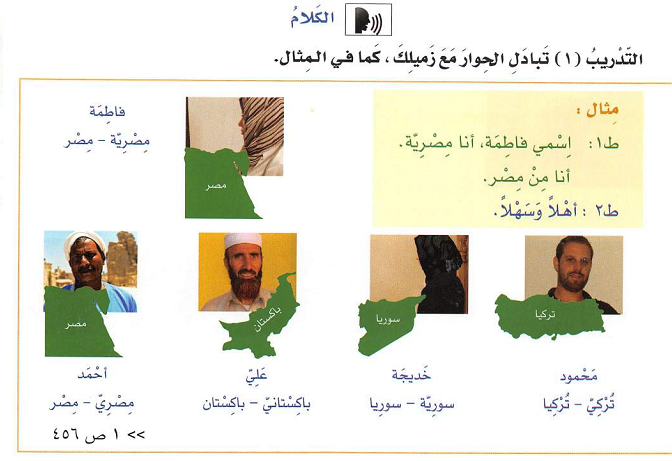 الكَلامُ
التَّدْريبُ (١) تَبادَلِ الحِوارَ مَعَ زَميلِكَ، كَما في المِثال.
مِثال :
ط١: اِسْمي فاطِمَة، أنا مِصْرِيّة.
أنا مِنْ مِصْر.
ط٢: أهْلاً وَسَهْلاً.
فاطِمَة
مِصْرِيّة - مِصْر
مصر
تركيا
سوريا
باكستان
مصر
مَحْمود
تُرْكِيّ - تُرْكِيا
خَديجَة
سورِيّة - سوريا
عَلِيّ
باكِسْتانيّ - باكِسْتان
أحْمَد
مِصْرِيّ - مِصْر
>> ١ ص ٤٥٦